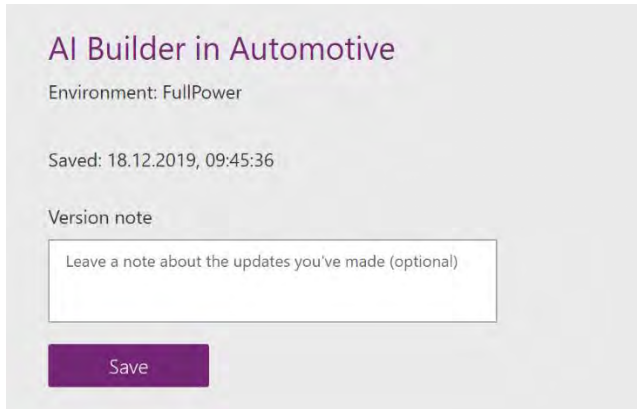 AI Builder in Automotive
Environment: FullPower
Saved: 18.12.2019, 09:45:36
Version note
Leave a note about the updates you've made (optional)
Save